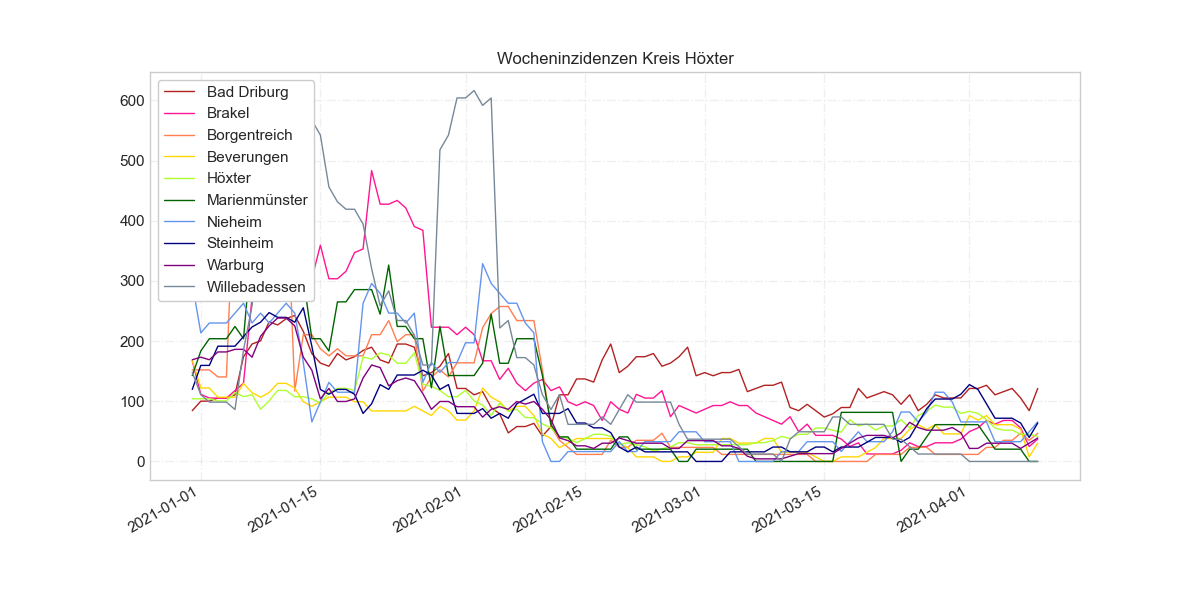 Wocheninzidenzen Kreis Höxter
600
500
400
300
200
100
0
Bad Driburg
Brakel
Borgentreich
Beverungen
Höxter
Marienmünster
Nieheim
Steinheim
Warburg
Willebadessen
2021-01-01
2021-01-15
2021-02-01
2021-02-15
2021-03-01
2021-03-15
2021-04-01